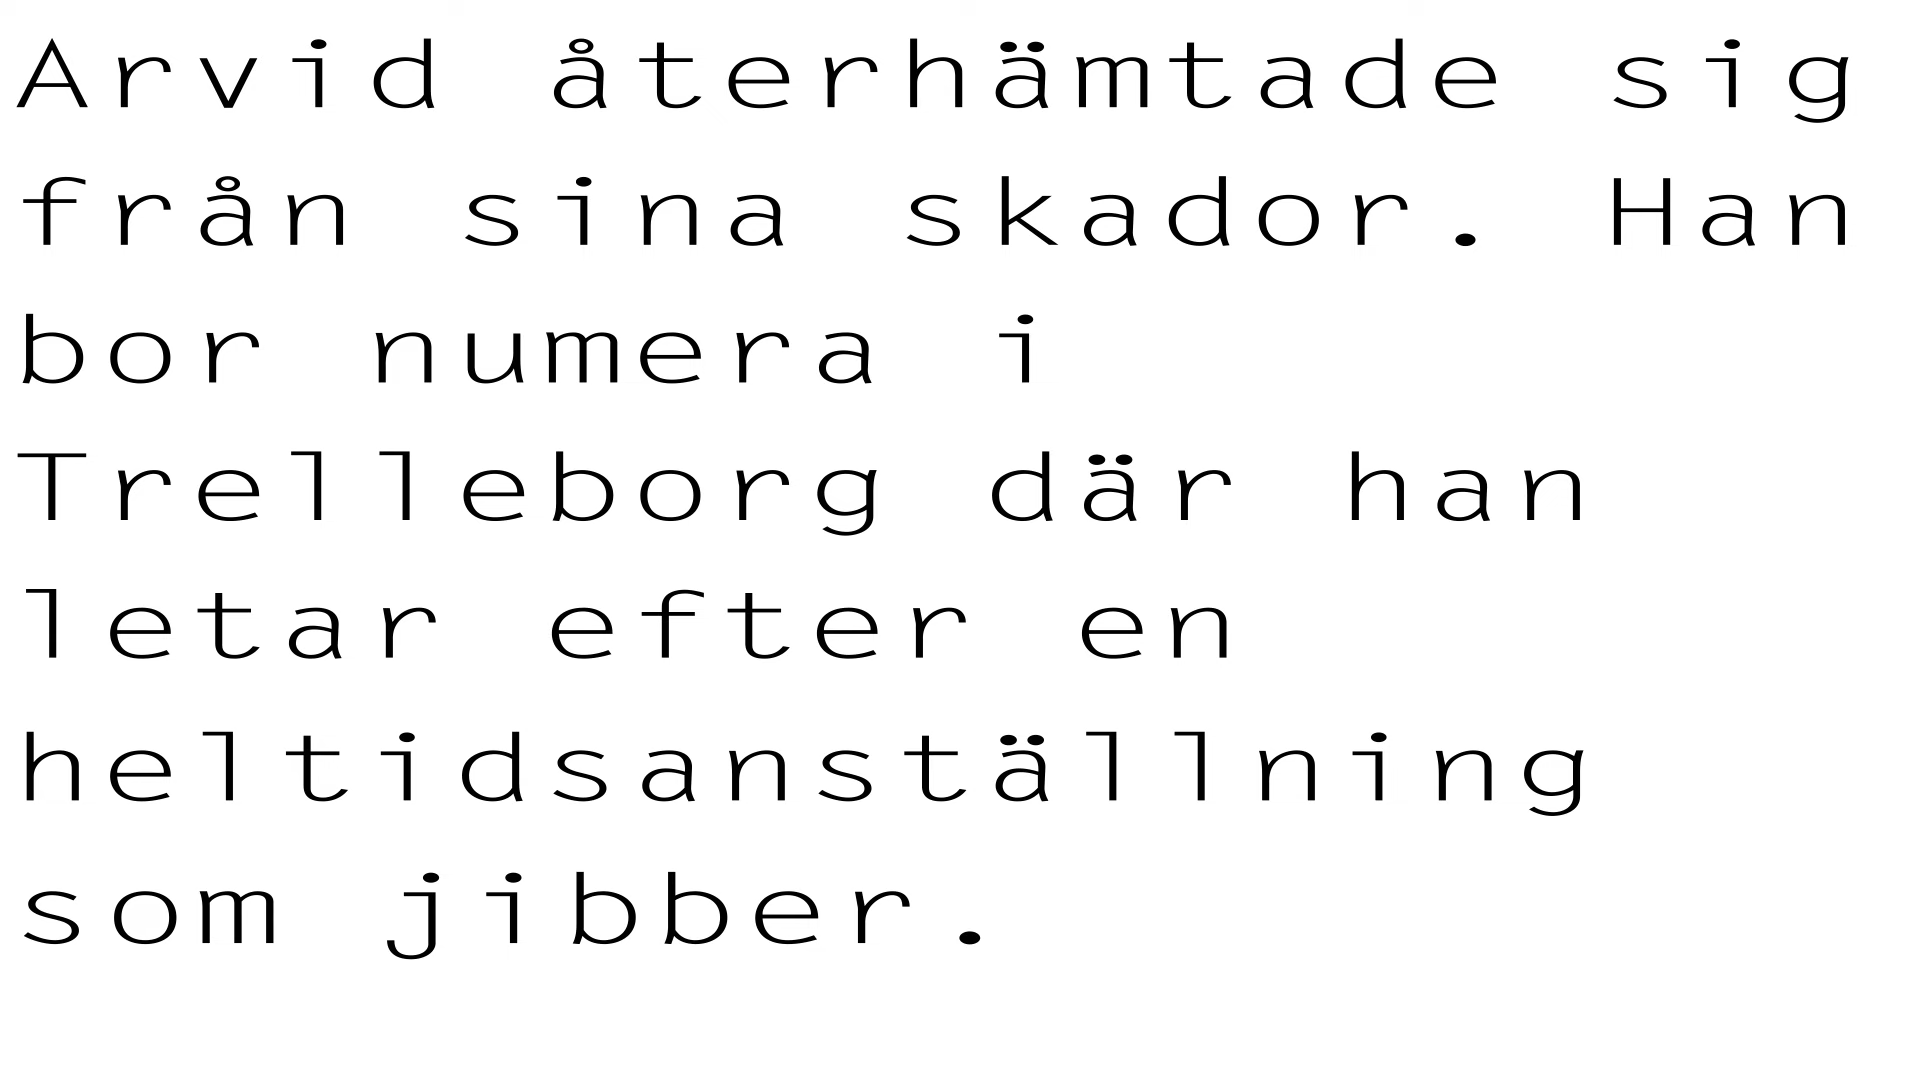 Arvid återhämtade sig
från sina skador. Han
bor numera i
Trelleborg där han
letar efter en
heltidsanställning
som jibber.